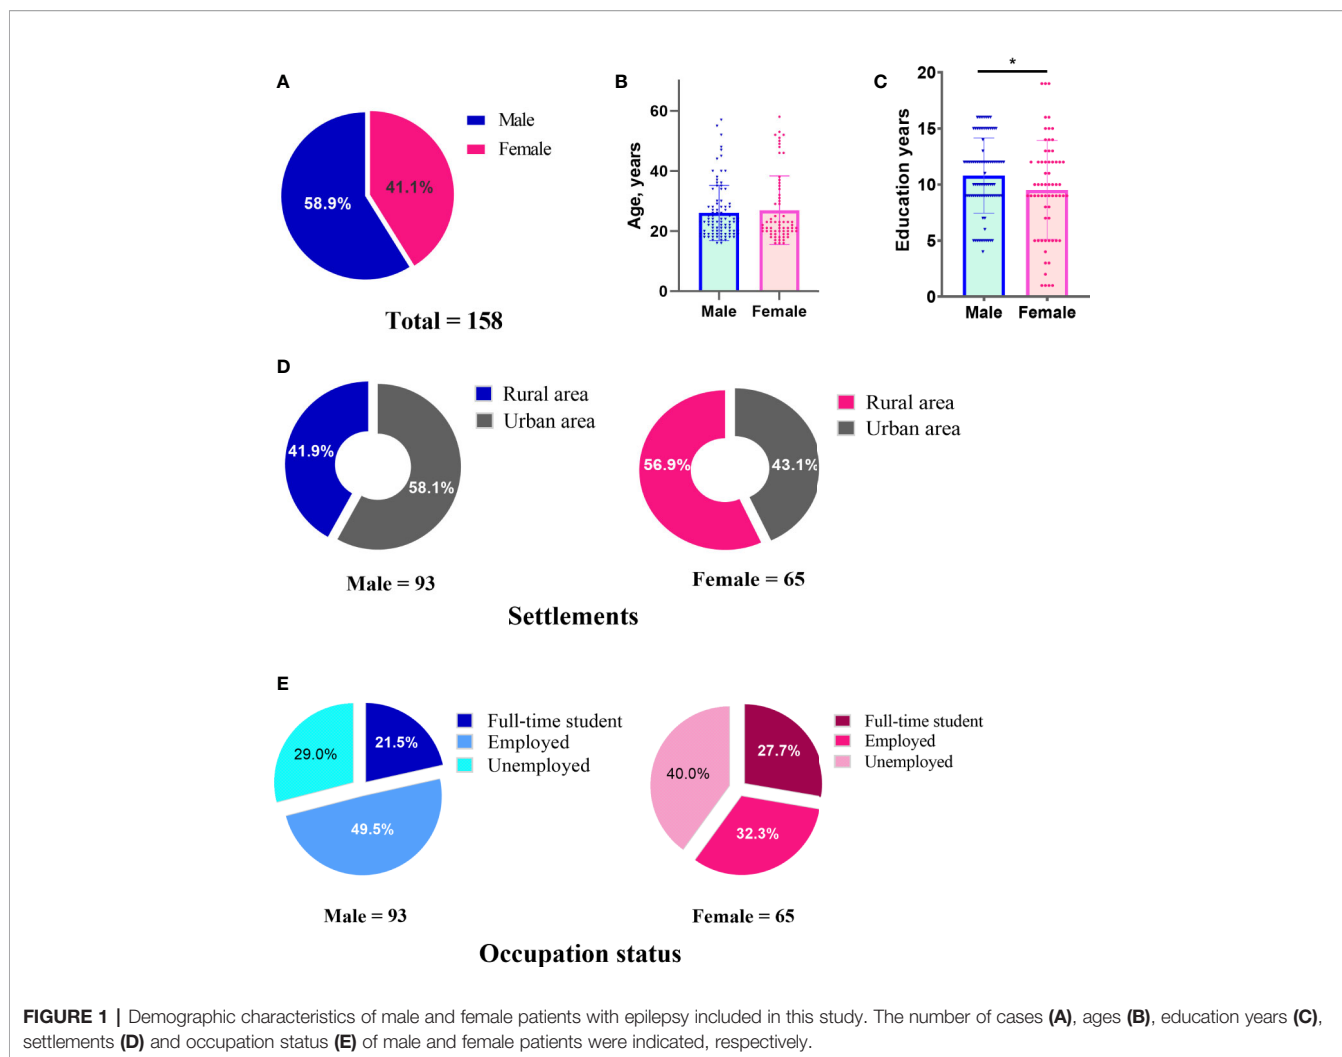 A
Male
Female
58.9%
41.1%
Total = 158
B
Age, years
60
40
20
0
Male Female
C
*
Education years
20
15
10
5
0
Male Female
D
Rural area
Urban area
41.9%
58.1%
Male = 93
Rural area
Urban area
56.9%
43.1%
Female = 65
Settlements
E
Full-time student
Employed
Unemployed
29.0%
21.5%
49.5%
Male = 93
Full-time student
Employed
Unemployed
40.0%
27.7%
32.3%
Female = 65
Occupation status
FIGURE 1 | Demographic characteristics of male and female patients with epilepsy included in this study. The number of cases (A), ages (B), education years (C),
settlements (D) and occupation status (E) of male and female patients were indicated, respectively.